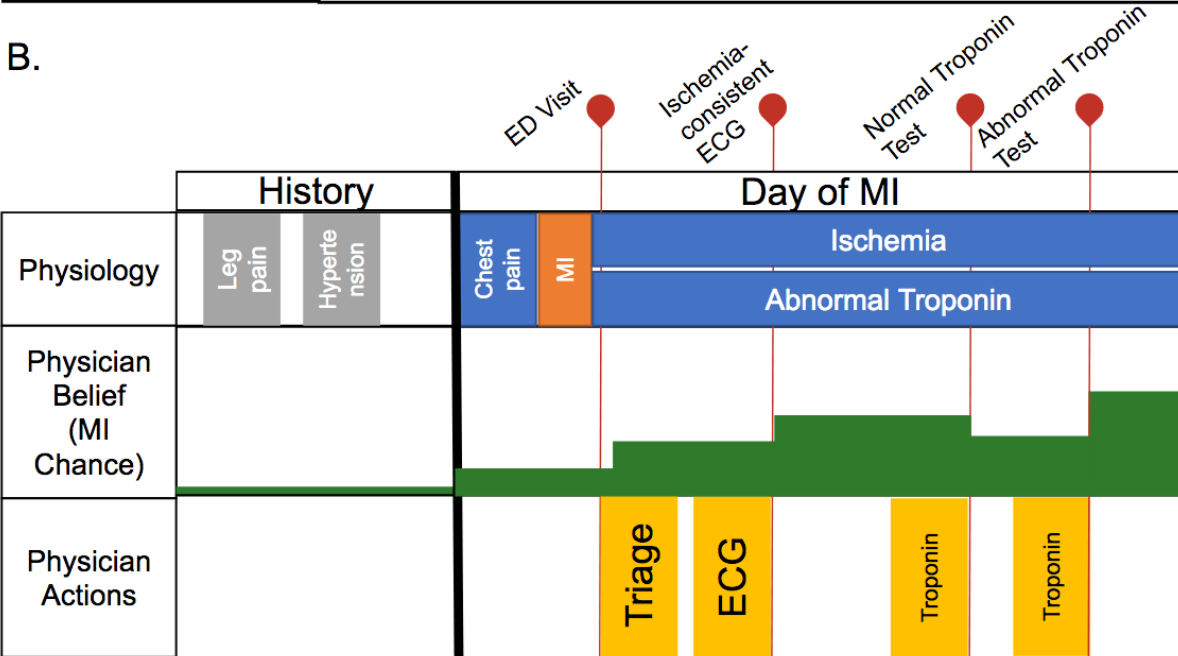 B.
ED Visit
Ischemia-
consistent
ECG
Normal Troponin
Test
Abnormal Troponin
Test
History
Day of MI
Physiology
Leg
pain
Hyperte
nsion
Chest
pain
MI
Ischemia
Abnormal Troponin
Physician
Belief
(MI
Chance)
Physician
Actions
Triage
ECG
Troponin
Troponin